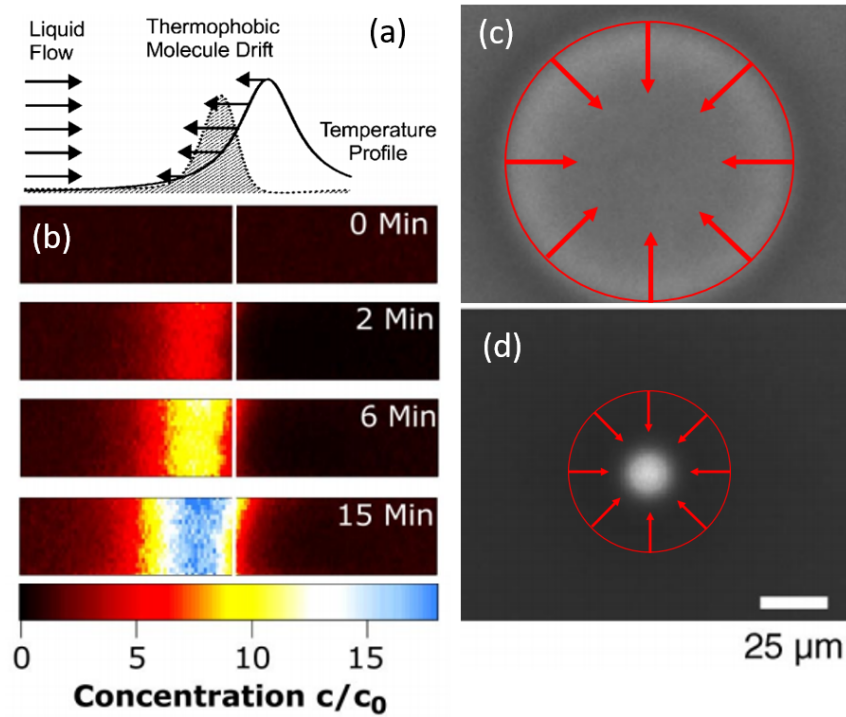 Liquid
Flow
Thermophobic
Molecule Drift
(a)
Temperature
Profile
(b)
0 Min
2 Min
6 Min
15 Min
0
5
10
15
Concentration c/c0
(c)
(d)
25 µm